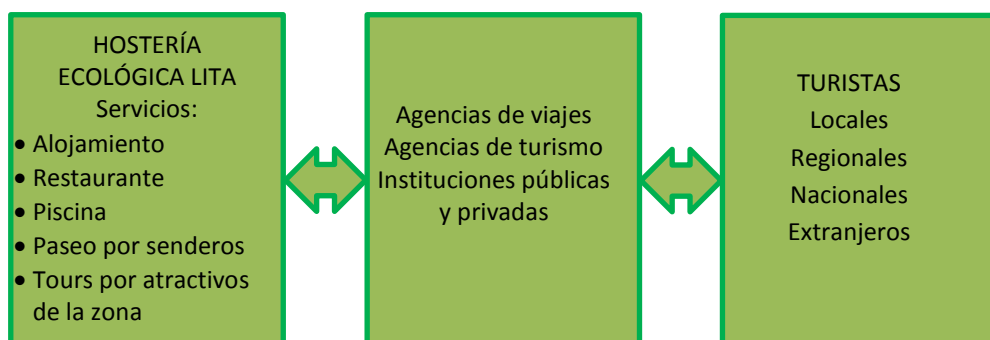 HOSTERÍA
ECOLÓGICA LITA
Servicios:
• Alojamiento
• Restaurante
• Piscina
• Paseo por senderos
• Tours por atractivos
de la zona
Agencias de viajes
Agencias de turismo
Instituciones públicas
y privadas
TURISTAS
Locales
Regionales
Nacionales
Extranjeros